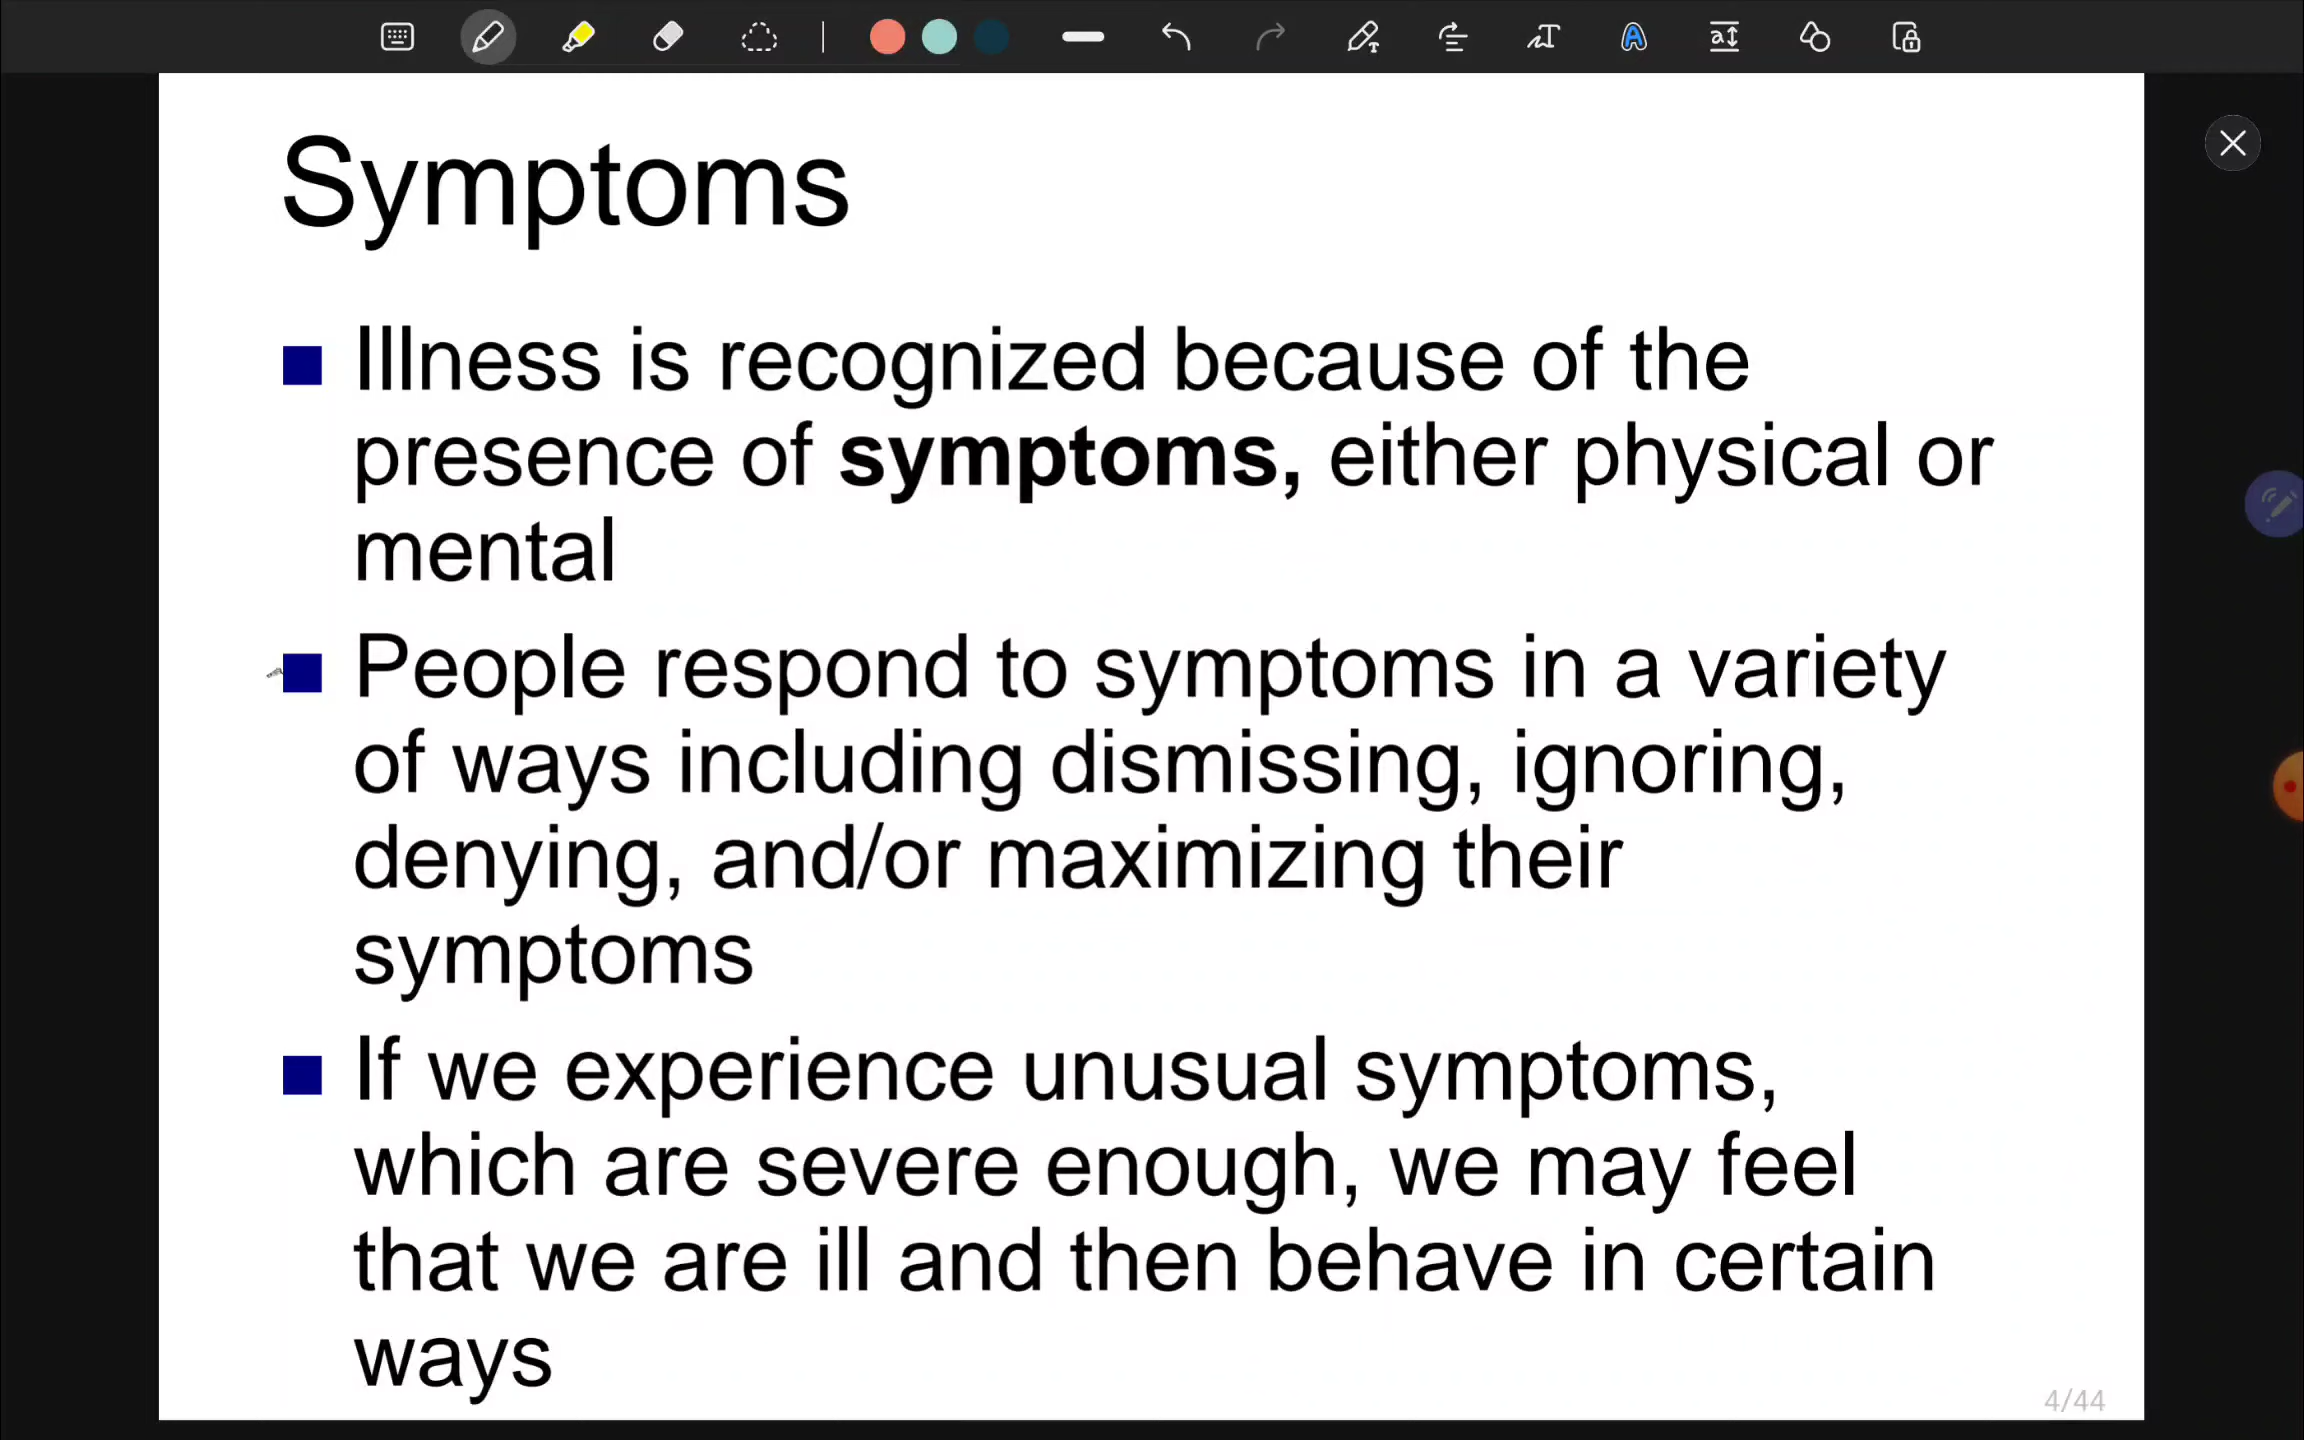 Symptoms
Illness is recognized because of the
presence of symptoms, either physical or
mental
People respond to symptoms in a variety
of ways including dismissing, ignoring,
denying, and/or maximizing their
symptoms
If we experience unusual symptoms,
which are severe enough, we may feel
that we are ill and then behave in certain
ways
4/44